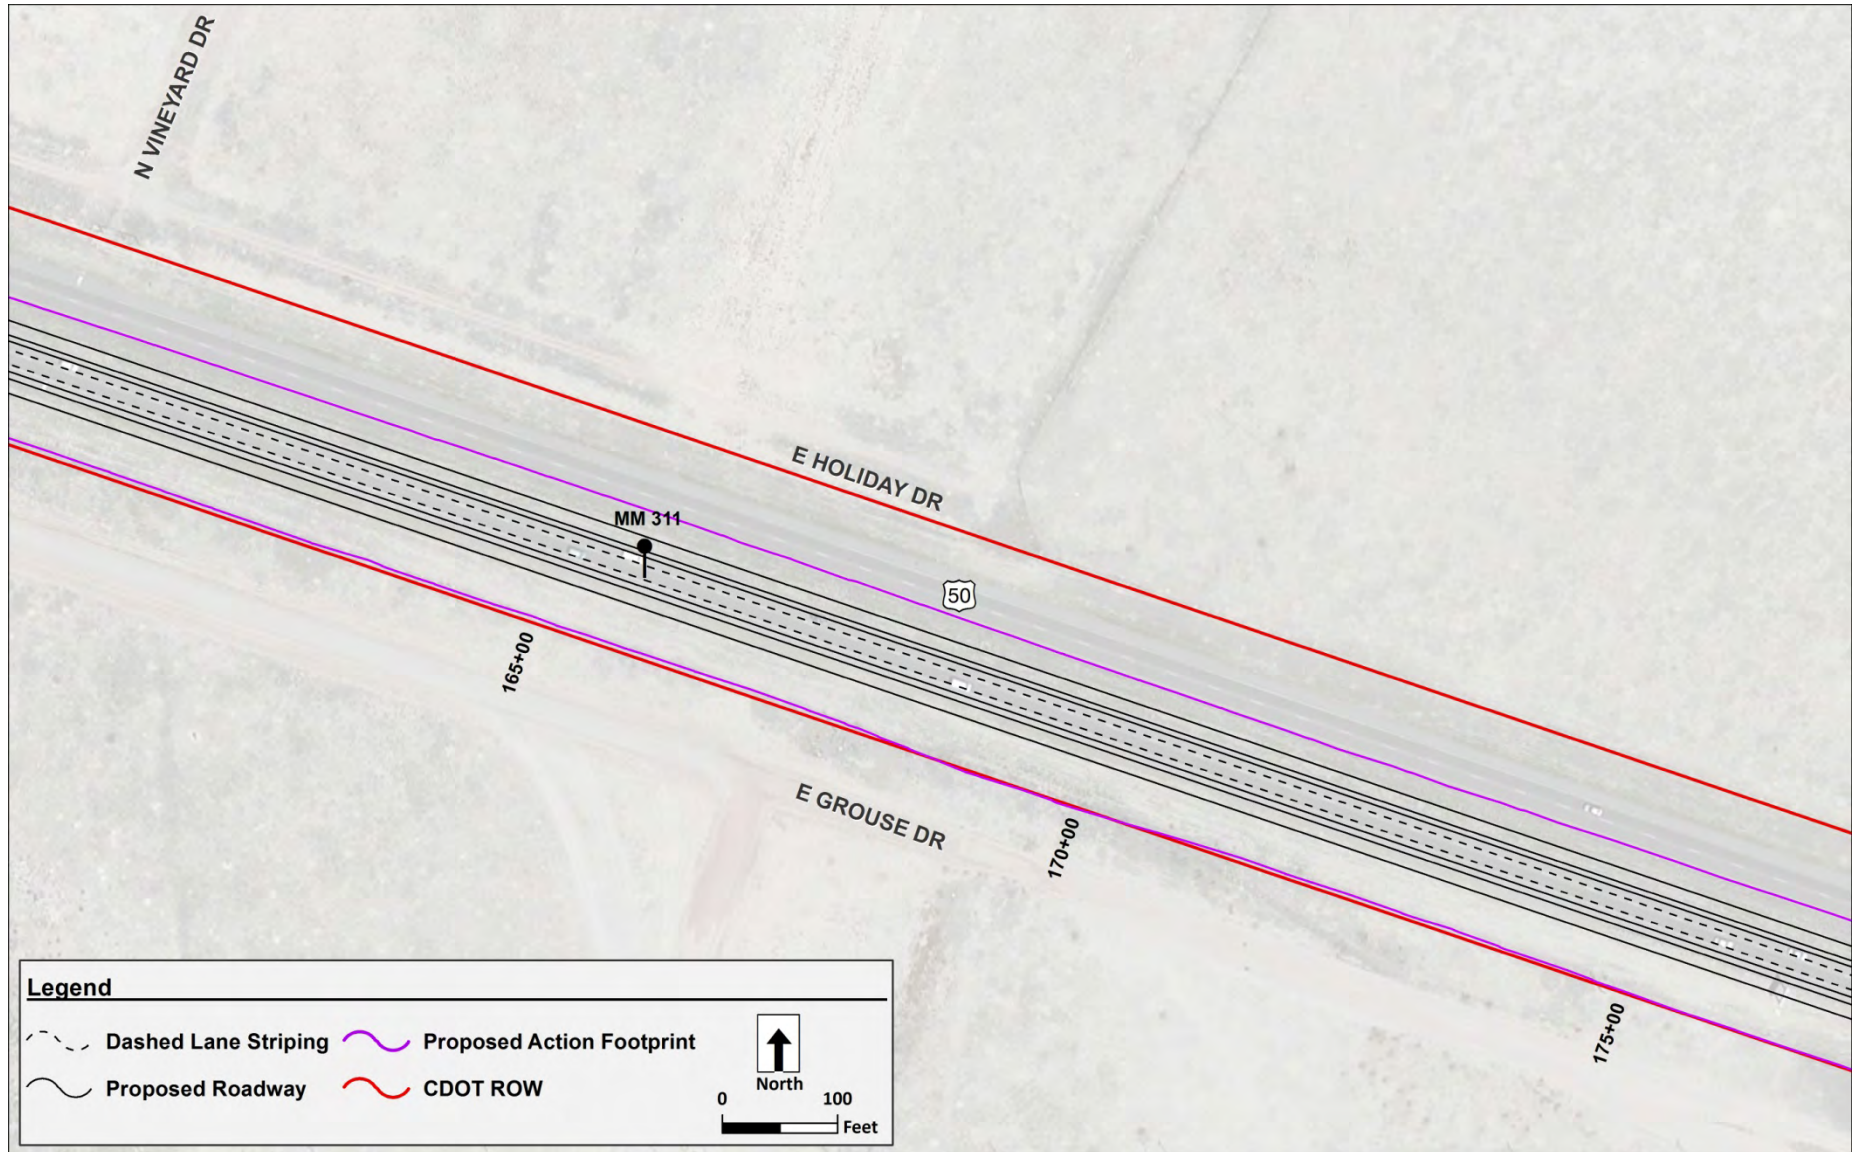 N VINEYARD DR
E HOLIDAY DR
MM 311
50
165+00
E GROUSE DR
170+00
175+00
Legend
Dashed Lane Striping
Proposed Action Footprint
Proposed Roadway
CDOT ROW
North
0 100
Feet